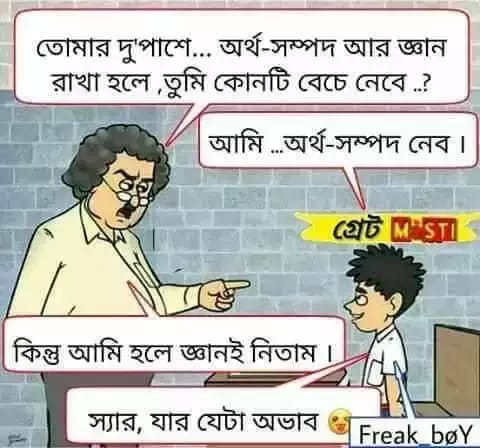 তোমার দু'পাশে... অর্থ-সম্পদ আর জ্ঞান
রাখা হলে ,তুমি কোনটি বেচে নেবে ..?
আমি ...অর্থ-সম্পদ নেব ।
গ্রেট MASTI
কিন্তু আমি হলে জ্ঞানই নিতাম ।
স্যার, যার যেটা অভাব 😜
Freak_bøY